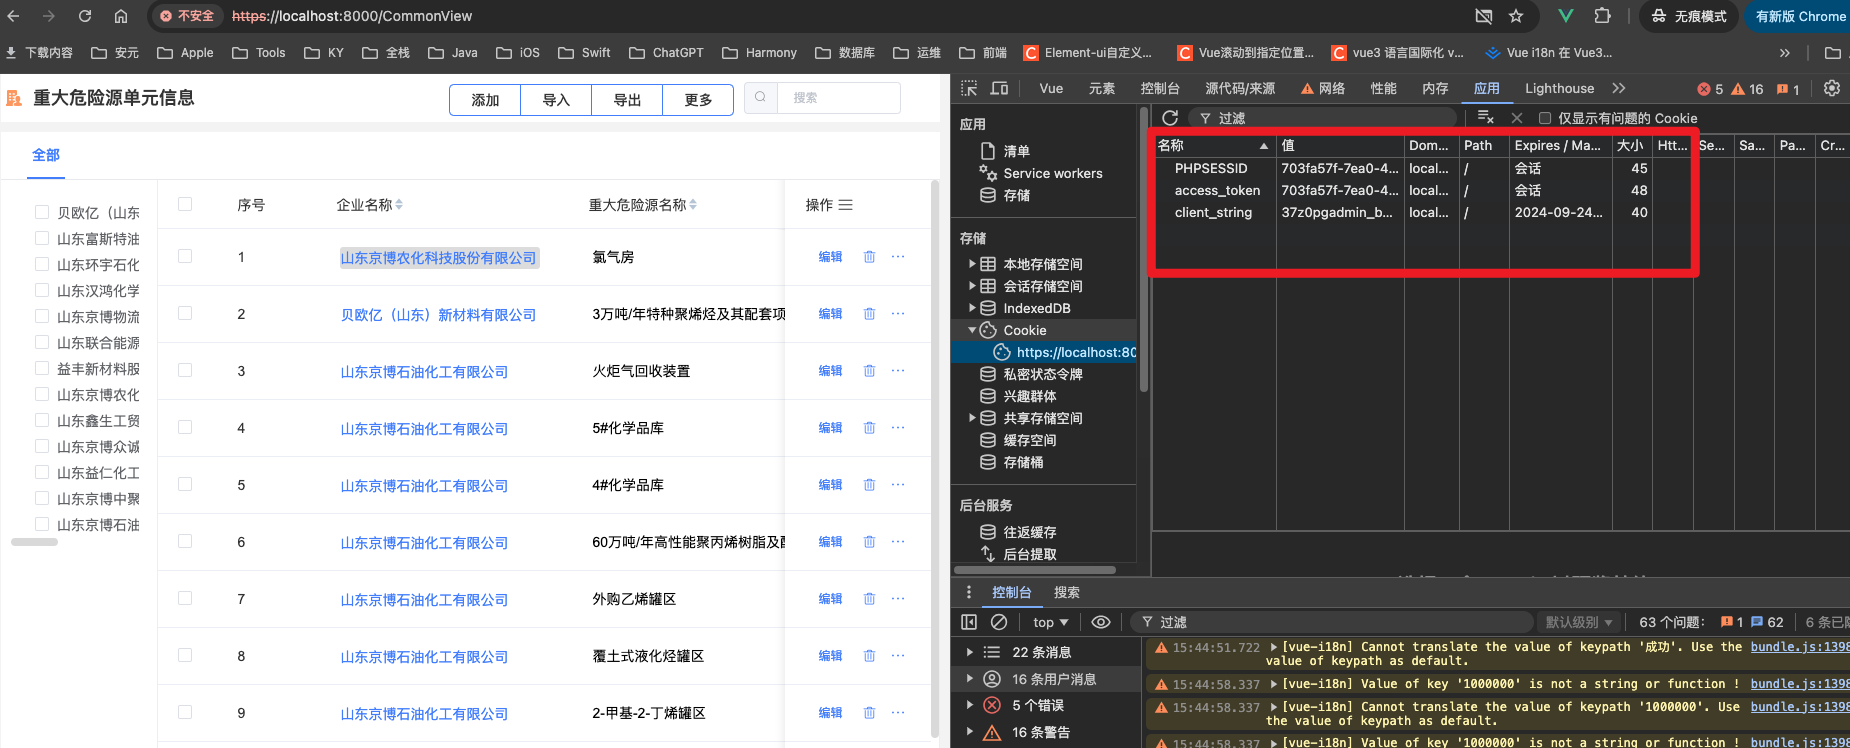 不安全 https://localhost:8000/CommonView 无痕模式 有新版 Chrome
下载内容 安元 Apple Tools KY 全栈 Java iOS Swift ChatGPT Harmony 数据库 运维 前端 Element-ui自定义... Vue滚动到指定位置... vue3 语言国际化 v... Vue i18n 在 Vue3...
重大危险源单元信息
添加 导入 导出 更多 搜索
全部
贝欧亿（山东
山东富斯特油
山东环宇石化
山东汉鸿化学
山东京博物流
山东联合能源
益丰新材料股
山东京博农化
山东鑫生工贸
山东京博众诚
山东益仁化工
山东京博中聚
山东京博石油
序号 企业名称 重大危险源名称 操作
1 山东京博农化科技股份有限公司 氯气房 编辑 ···
2 贝欧亿（山东）新材料有限公司 3万吨/年特种聚烯烃及其配套项 编辑 ···
3 山东京博石油化工有限公司 火炬气回收装置 编辑 ···
4 山东京博石油化工有限公司 5#化学品库 编辑 ···
5 山东京博石油化工有限公司 4#化学品库 编辑 ···
6 山东京博石油化工有限公司 60万吨/年高性能聚丙烯树脂及 编辑 ···
7 山东京博石油化工有限公司 外购乙烯罐区 编辑 ···
8 山东京博石油化工有限公司 覆土式液化烃罐区 编辑 ···
9 山东京博石油化工有限公司 2-甲基-2-丁烯罐区 编辑 ···
Vue 元素 控制台 源代码/来源 网络 性能 内存 应用 Lighthouse 5 16 1
应用
清单
Service workers
存储
存储
本地存储空间
会话存储空间
IndexedDB
Cookie
https://localhost:80
私密状态令牌
兴趣群体
共享存储空间
缓存空间
存储桶
后台服务
往返缓存
后台提取
过滤 仅显示有问题的 Cookie
名称 值 Dom... Path Expires / Ma... 大小 Htt... Se... Sa... Pa... Cr...
PHPSESSID 703fa57f-7ea0-4... local... / 会话 45
access_token 703fa57f-7ea0-4... local... / 会话 48
client_string 37z0pgadmin_b... local... / 2024-09-24... 40
控制台 搜索
top 过滤 默认级别 63 个问题: 1 62 6 条已
22 条消息
16 条用户消息
5 个错误
16 条警告
15:44:51.722 [vue-i18n] Cannot translate the value of keypath '成功'. Use the bundle.js:1398
value of keypath as default.
15:44:58.337 [vue-i18n] Value of key '1000000' is not a string or function ! bundle.js:1398
15:44:58.337 [vue-i18n] Cannot translate the value of keypath '1000000'. Use bundle.js:1398
the value of keypath as default.
15:44:58.337 [vue-i18n] Value of key '1000000' is not a string or function ! bundle.js:1398